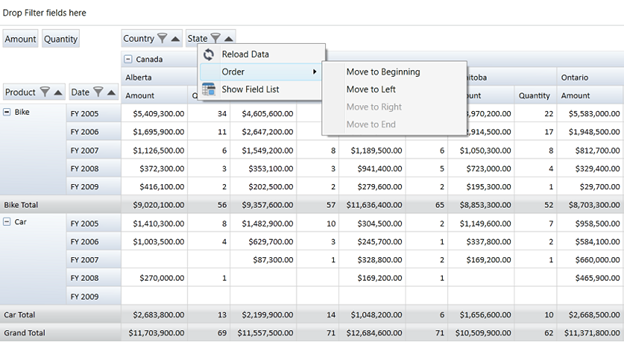 Drop Filter fields here
Amount Quantity Country State
Canada
Reload Data
Order
Show Field List
Move to Beginning
Move to Left
Move to Right
Move to End
Alberta itoba Ontario
Product Date Amount Q ount Quantity Amount
Bike FY 2005 $5,409,300.00 34 $4,605,600.00 ,970,200.00 22 $5,583,000.00
FY 2006 $1,695,900.00 11 $2,647,200.00 ,914,500.00 17 $1,948,500.00
FY 2007 $1,126,500.00 6 $1,549,200.00 8 $1,189,500.00 6 $1,050,300.00 8 $812,700.00
FY 2008 $372,300.00 3 $353,100.00 3 $941,400.00 5 $723,000.00 4 $329,400.00
FY 2009 $416,100.00 2 $202,500.00 2 $279,600.00 2 $195,300.00 1 $29,700.00
Bike Total $9,020,100.00 56 $9,357,600.00 57 $11,636,400.00 65 $8,853,300.00 52 $8,703,300.00
Car FY 2005 $1,410,300.00 8 $1,482,900.00 10 $304,500.00 2 $1,149,600.00 7 $958,500.00
FY 2006 $1,003,500.00 4 $629,700.00 3 $245,700.00 1 $337,800.00 2 $584,100.00
FY 2007 $87,300.00 1 $328,800.00 2 $169,200.00 1 $660,000.00
FY 2008 $270,000.00 1 $169,200.00 1 $465,900.00
FY 2009
Car Total $2,683,800.00 13 $2,199,900.00 14 $1,048,200.00 6 $1,656,600.00 10 $2,668,500.00
Grand Total $11,703,900.00 69 $11,557,500.00 71 $12,684,600.00 71 $10,509,900.00 62 $11,371,800.00